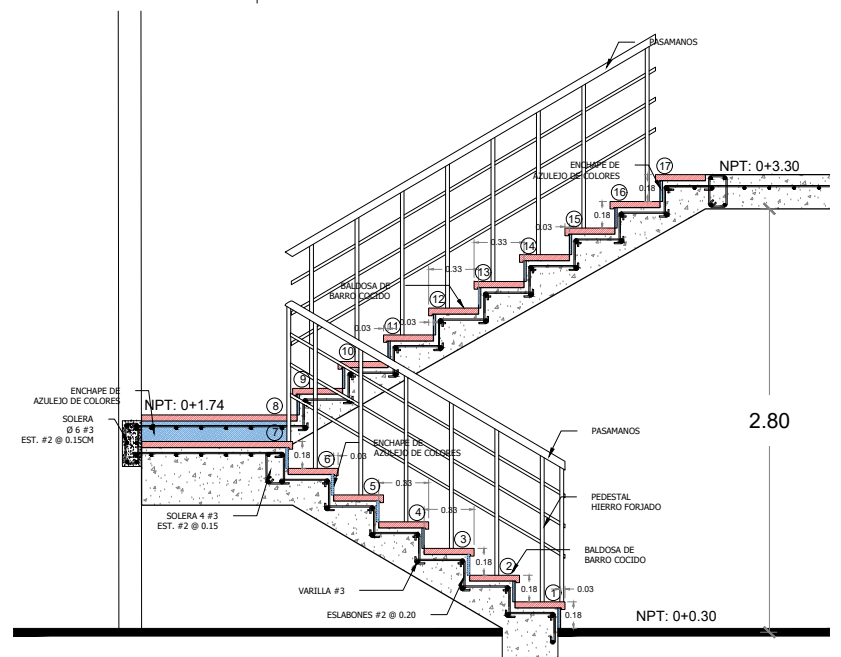 PASAMANOS
NPT: 0+3.30
17
ENCHAPE DE
AZULEJO DE COLORES
0.18
16
0.18
0.03
15
14
0.33
13
0.33
BALDOSA DE
BARRO COCIDO
12
0.03
11
0.03
10
9
ENCHAPE DE
AZULEJO DE COLORES
NPT: 0+1.74
8
SOLERA
Ø 6 #3
EST. #2 @ 0.15CM
7
2.80
PASAMANOS
ENCHAPE DE
AZULEJO DE COLORES
0.18
6
0.03
5
0.33
4
0.33
PEDESTAL
HIERRO FORJADO
SOLERA 4 #3
EST. #2 @ 0.15
3
0.18
BALDOSA DE
BARRO COCIDO
2
0.18
VARILLA #3
1
0.03
ESLABONES #2 @ 0.20
0.18
NPT: 0+0.30